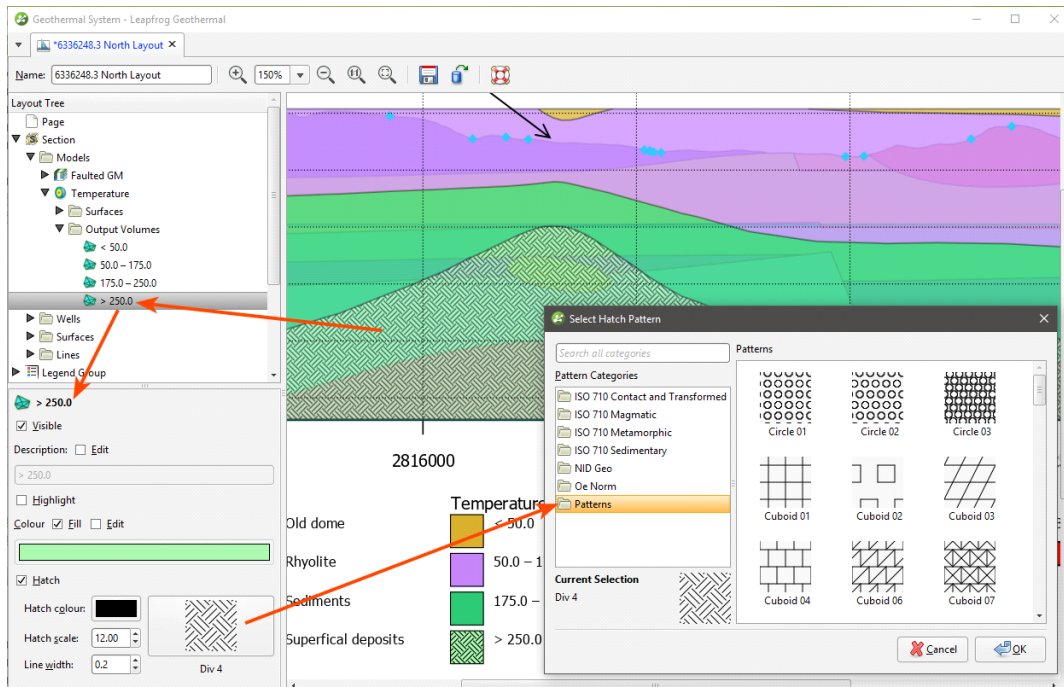 Geothermal System - Leapfrog Geothermal
*6336248.3 North Layout
Name: 6336248.3 North Layout
150%
Layout Tree
Page
Section
Models
Faulted GM
Temperature
Surfaces
Output Volumes
< 50.0
50.0 – 175.0
175.0 – 250.0
> 250.0
Wells
Surfaces
Lines
Legend Group
> 250.0
Visible
Description: Edit
> 250.0
Highlight
Colour Fill Edit
Hatch
Hatch colour:
Hatch scale: 12.00
Line width: 0.2
Div 4
2816000
Temperature
Old dome < 50.0
Rhyolite 50.0 – 1
Sediments 175.0 –
Superfical deposits > 250.0
Select Hatch Pattern
Search all categories
Pattern Categories
ISO 710 Contact and Transformed
ISO 710 Magmatic
ISO 710 Metamorphic
ISO 710 Sedimentary
NID Geo
Oe Norm
Patterns
Current Selection
Div 4
Patterns
Circle 01 Circle 02 Circle 03
Cuboid 01 Cuboid 02 Cuboid 03
Cuboid 04 Cuboid 06 Cuboid 07
Cancel OK